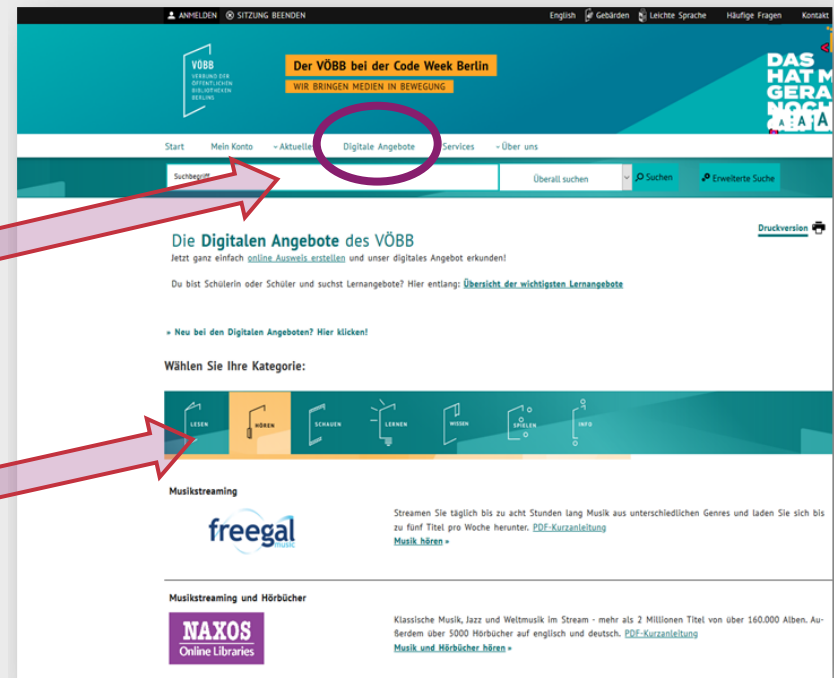 ANMELDEN SITZUNG BEENDEN English Gebärden Leichte Sprache Häufige Fragen Kontakt
VÖBB
VERBUND DER
ÖFFENTLICHEN
BIBLIOTHEKEN
BERLINS
Der VÖBB bei der Code Week Berlin
WIR BRINGEN MEDIEN IN BEWEGUNG
DAS
HAT M
GERA
NOCH
A A A
Start Mein Konto Aktuelle Digitale Angebote Services Über uns
Suchbegriff Überall suchen Suchen Erweiterte Suche
Druckversion
Die Digitalen Angebote des VÖBB
Jetzt ganz einfach online Ausweis erstellen und unser digitales Angebot erkunden!
Du bist Schülerin oder Schüler und suchst Lernangebote? Hier entlang: Übersicht der wichtigsten Lernangebote
» Neu bei den Digitalen Angeboten? Hier klicken!
Wählen Sie Ihre Kategorie:
LESEN HÖREN SCHAUEN LERNEN WISSEN SPIELEN INFO
Musikstreaming
freegal
music
Streamen Sie täglich bis zu acht Stunden lang Musik aus unterschiedlichen Genres und laden Sie sich bis
zu fünf Titel pro Woche herunter. PDF-Kurzanleitung
Musik hören »
Musikstreaming und Hörbücher
NAXOS
Online Libraries
Klassische Musik, Jazz und Weltmusik im Stream - mehr als 2 Millionen Titel von über 160.000 Alben. Au-
ßerdem über 5000 Hörbücher auf englisch und deutsch. PDF-Kurzanleitung
Musik und Hörbücher hören »